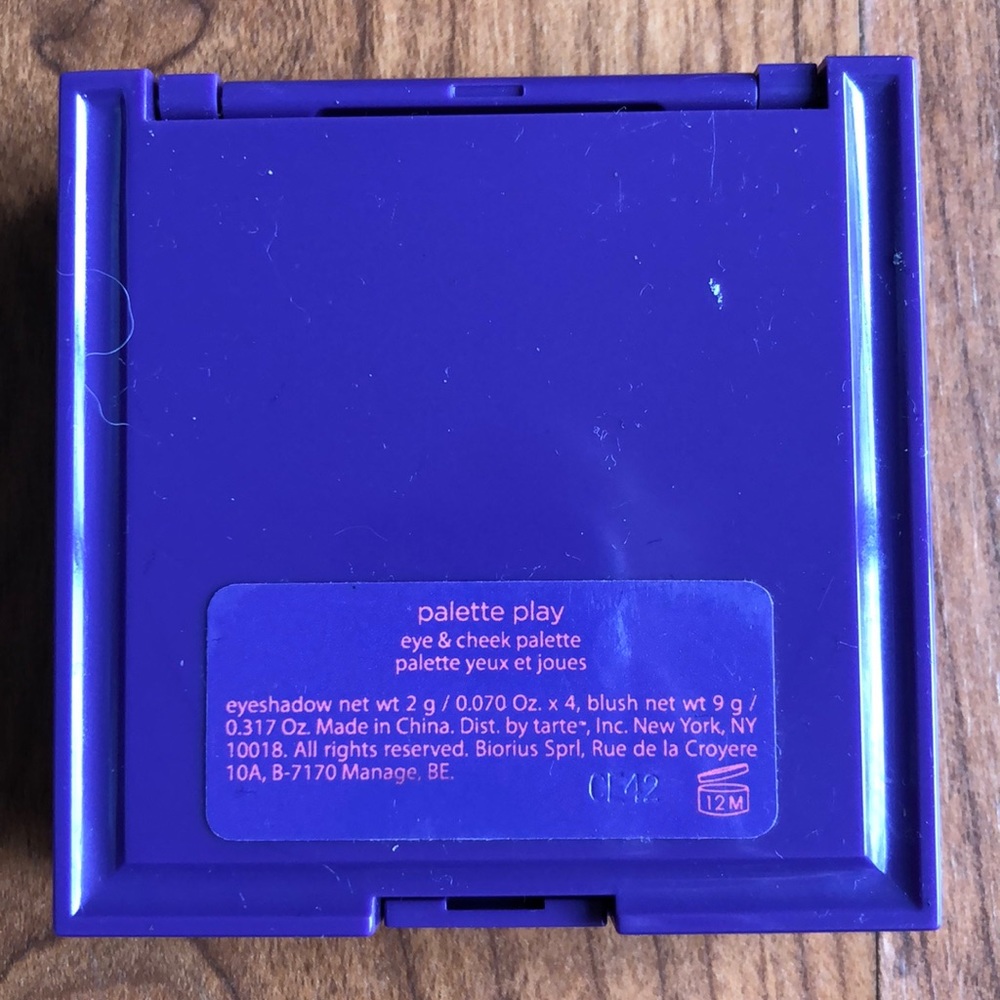 palette play
eye & cheek palette
palette yeux et joues
eyeshadow net wt 2 g / 0.070 Oz. x 4, blush net wt 9 g /
0.317 Oz. Made in China. Dist. by tarte™, Inc. New York, NY
10018. All rights reserved. Biorius Sprl, Rue de la Croyere
10A, B-7170 Manage, BE.
12M